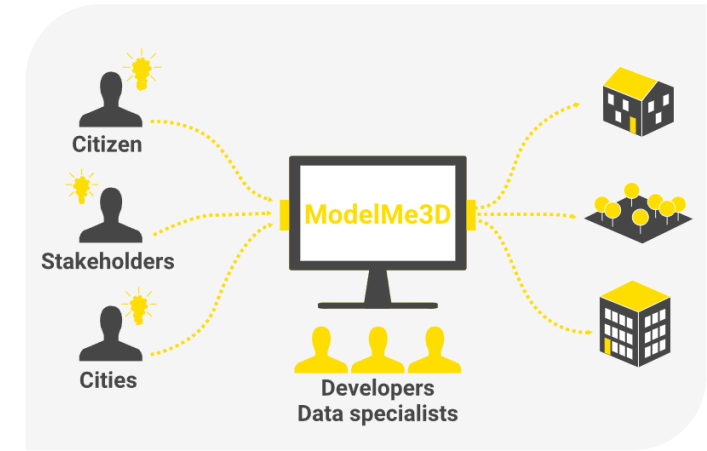 Citizen
Stakeholders
Cities
ModelMe3D
Developers
Data specialists